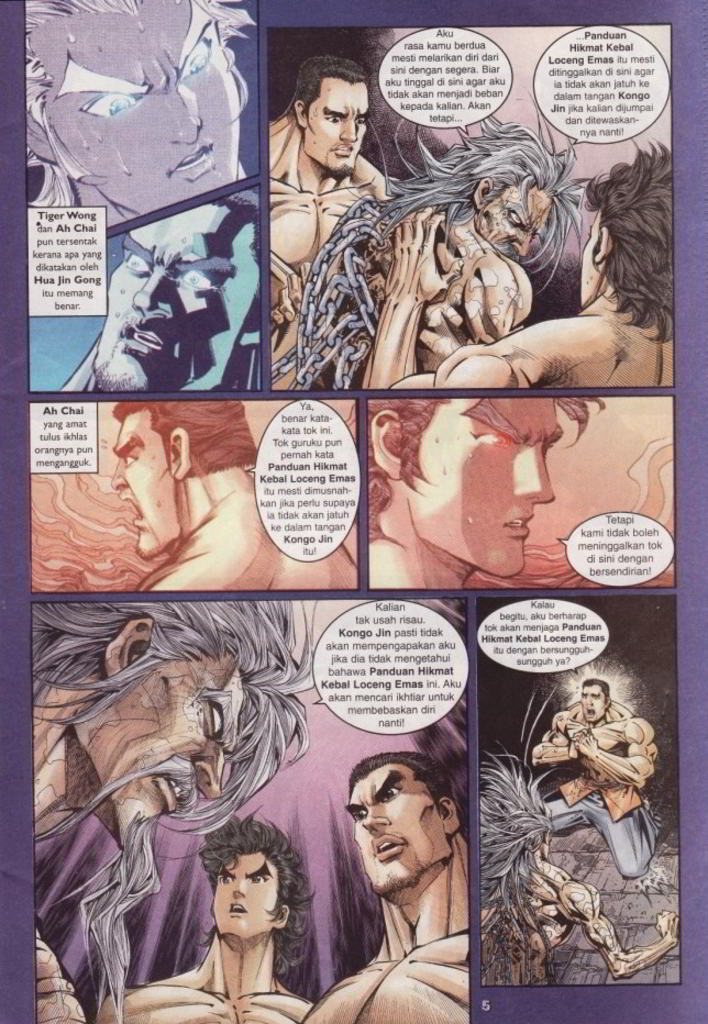 Tiger Wong
dan Ah Chai
pun tersentak
kerana apa yang
dikatakan oleh
Hua Jin Gong
itu memang
benar.
Aku
rasa kamu berdua
mesti melarikan diri dari
sini dengan segera. Biar
aku tinggal di sini agar aku
tidak akan menjadi beban
kepada kalian. Akan
tetapi...
...Panduan
Hikmat Kebal
Loceng Emas itu mesti
ditinggalkan di sini agar
ia tidak akan jatuh ke
dalam tangan Kongo
Jin jika kalian dijumpai
dan ditewaskan-
nya nanti!
Ah Chai
yang amat
tulus ikhlas
orangnya pun
mengangguk.
Ya,
benar kata-
kata tok ini.
Tok guruku pun
pernah kata
Panduan Hikmat
Kebal Loceng Emas
itu mesti dimusnah-
kan jika perlu supaya
ia tidak akan jatuh
ke dalam tangan
Kongo Jin
itu!
Tetapi
kami tidak boleh
meninggalkan tok
di sini dengan
bersendirian!
Kalian
tak usah risau.
Kongo Jin pasti tidak
akan mempengapakan aku
jika dia tidak mengetahui
bahawa Panduan Hikmat
Kebal Loceng Emas ini. Aku
akan mencari ikhtiar untuk
membebaskan diri
nanti!
Kalau
begitu, aku berharap
tok akan menjaga Panduan
Hikmat Kebal Loceng Emas
itu dengan bersungguh-
sungguh ya?
5